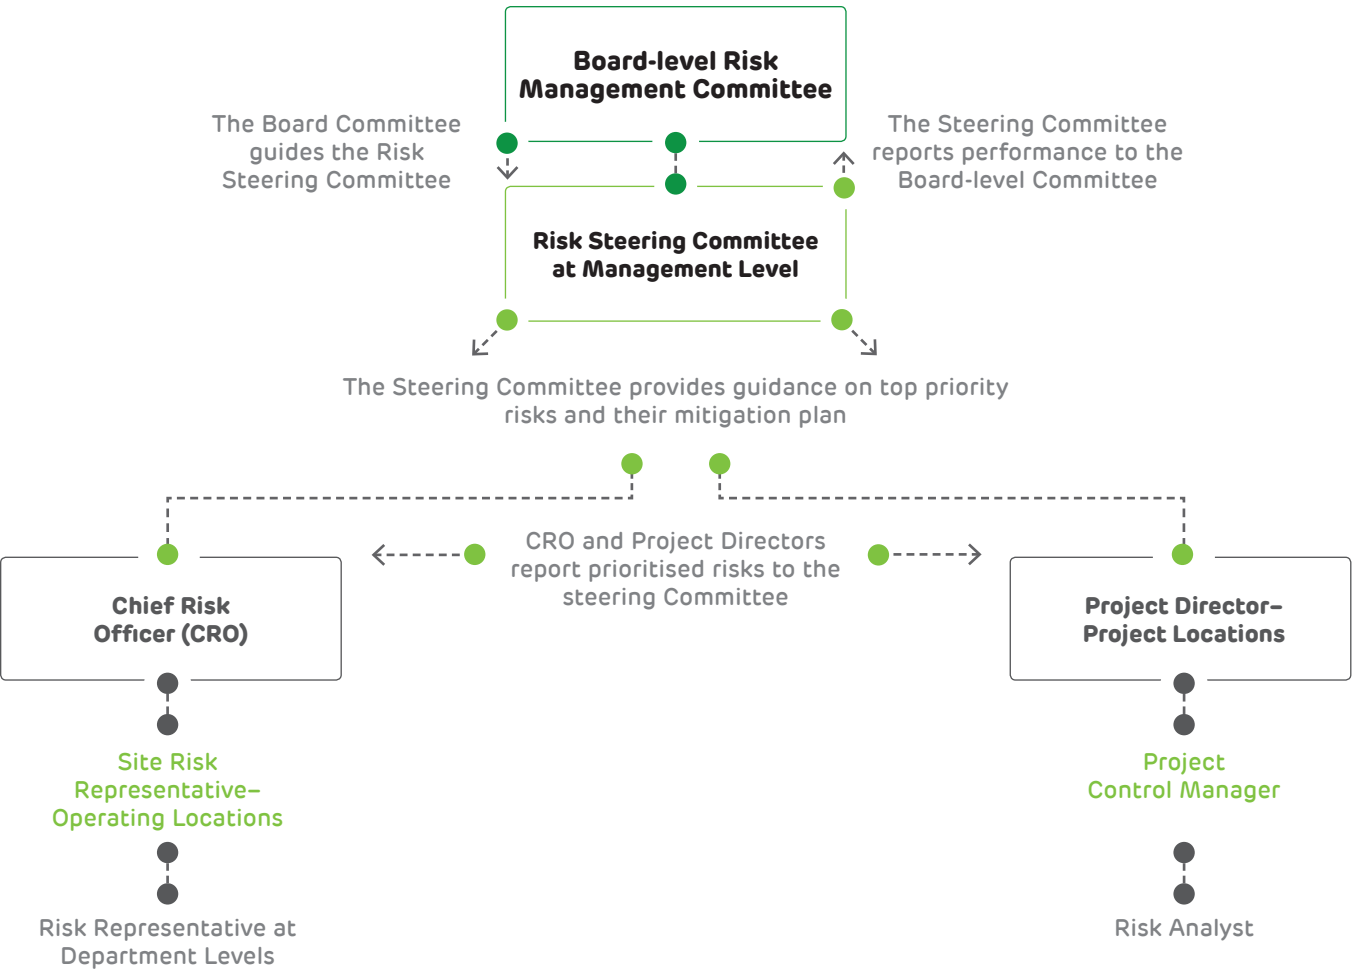 Board-level Risk
Management Committee
The Board Committee
guides the Risk
Steering Committee
The Steering Committee
reports performance to the
Board-level Committee
Risk Steering Committee
at Management Level
The Steering Committee provides guidance on top priority
risks and their mitigation plan
CRO and Project Directors
report prioritised risks to the
steering Committee
Chief Risk
Officer (CRO)
Project Director–
Project Locations
Site Risk
Representative–
Operating Locations
Project
Control Manager
Risk Representative at
Department Levels
Risk Analyst